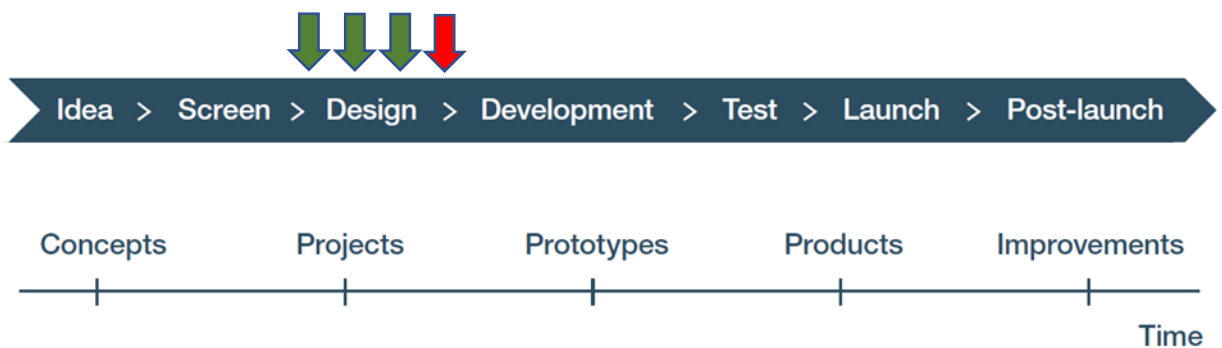 Idea > Screen > Design > Development > Test > Launch > Post-launch
Concepts Projects Prototypes Products Improvements
Time